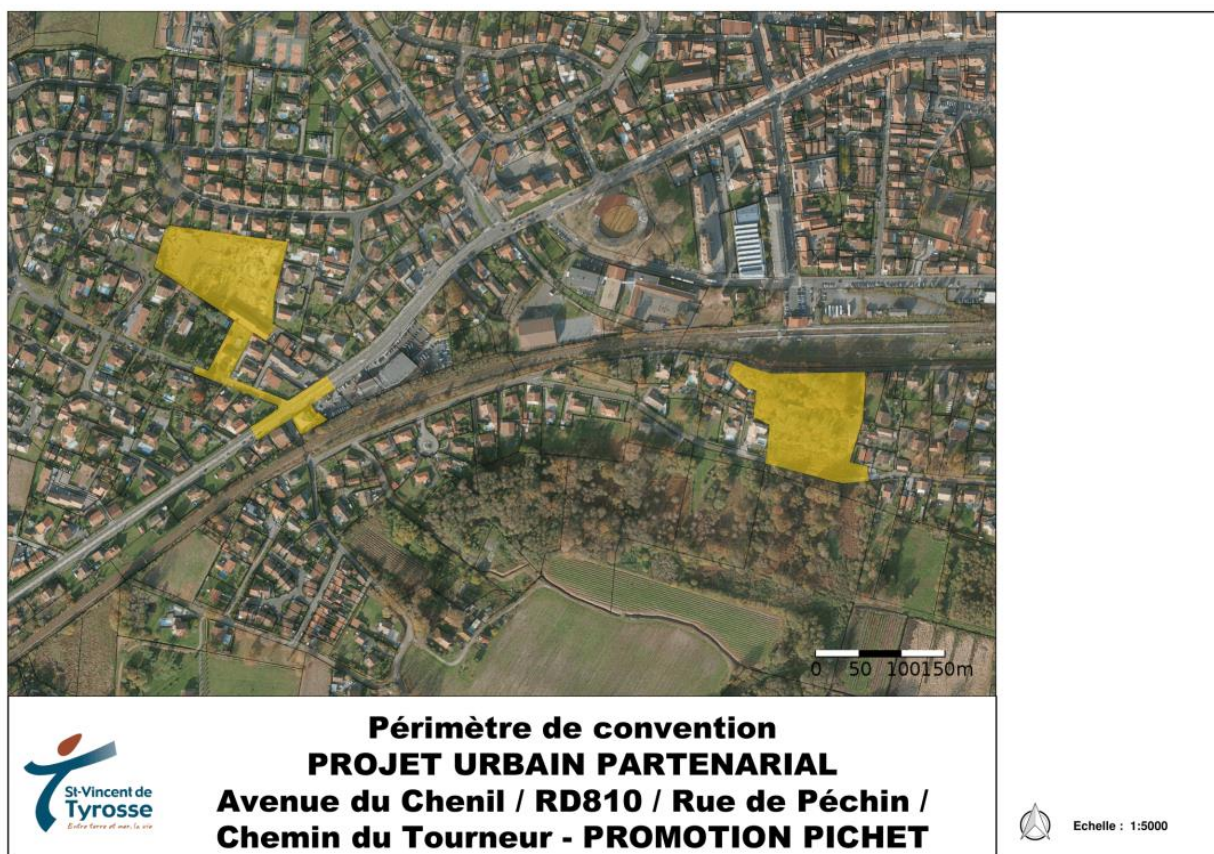 0 50 100150m
Périmètre de convention
PROJET URBAIN PARTENARIAL
Avenue du Chenil / RD810 / Rue de Péchin /
Chemin du Tourneur - PROMOTION PICHET
St-Vincent de
Tyrosse
Entre terre et mer, la vie
Echelle : 1:5000